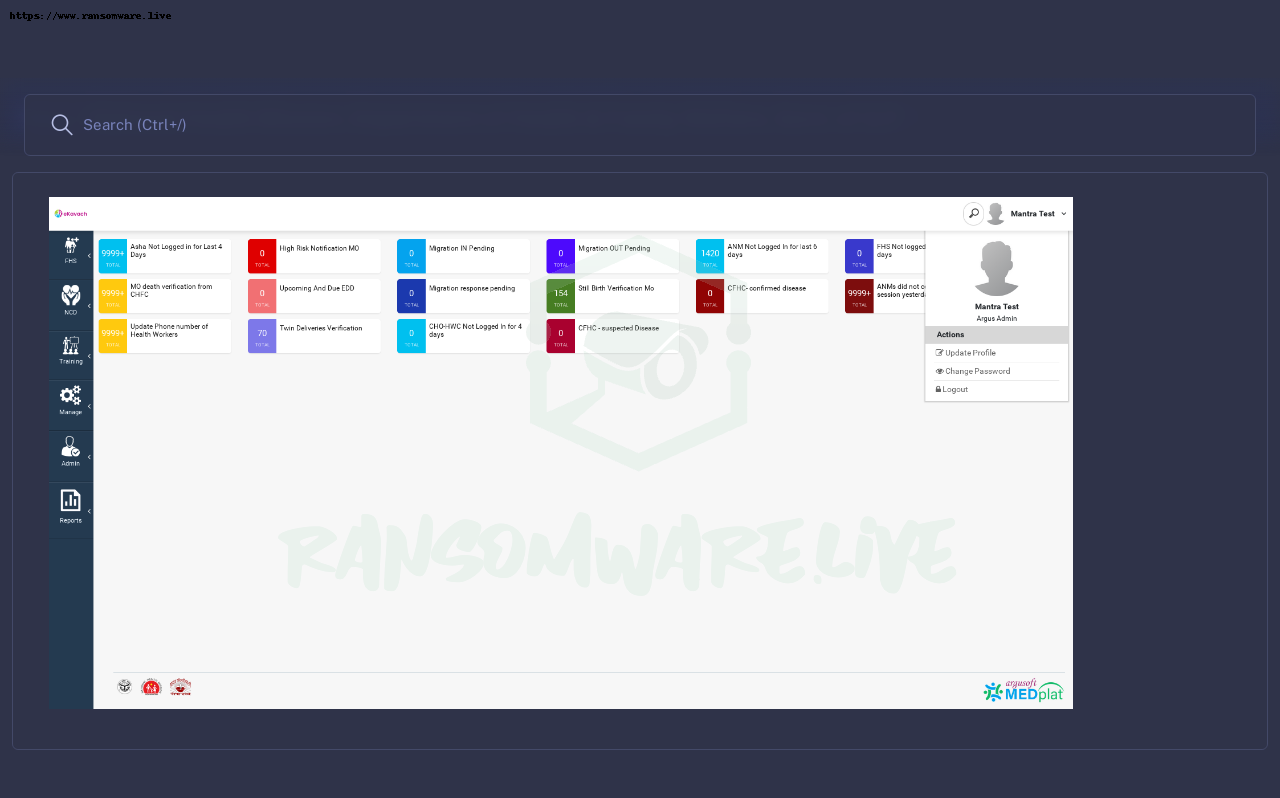 https://www.ransomware.live
Search (Ctrl+/)
eKavach
Mantra Test
FHS
NCD
Training
Manage
Admin
Reports
9999+
TOTAL
Asha Not Logged in for Last 4
Days
0
TOTAL
High Risk Notification MO
0
TOTAL
Migration IN Pending
0
TOTAL
Migration OUT Pending
1420
TOTAL
ANM Not Logged In for last 6
days
0
TOTAL
FHS Not logged
days
9999+
TOTAL
MO death verification from
CHFC
0
TOTAL
Upcoming And Due EDD
0
TOTAL
Migration response pending
154
TOTAL
Still Birth Verification Mo
0
TOTAL
CFHC- confirmed disease
9999+
TOTAL
ANMs did not
session yesterd
9999+
TOTAL
Update Phone number of
Health Workers
70
TOTAL
Twin Deliveries Verification
0
TOTAL
CHO-HWC Not Logged In for 4
days
0
TOTAL
CFHC - suspected Disease
Mantra Test
Argus Admin
Actions
Update Profile
Change Password
Logout
RANSOMWARE.LIVE
argusoft
MEDplat